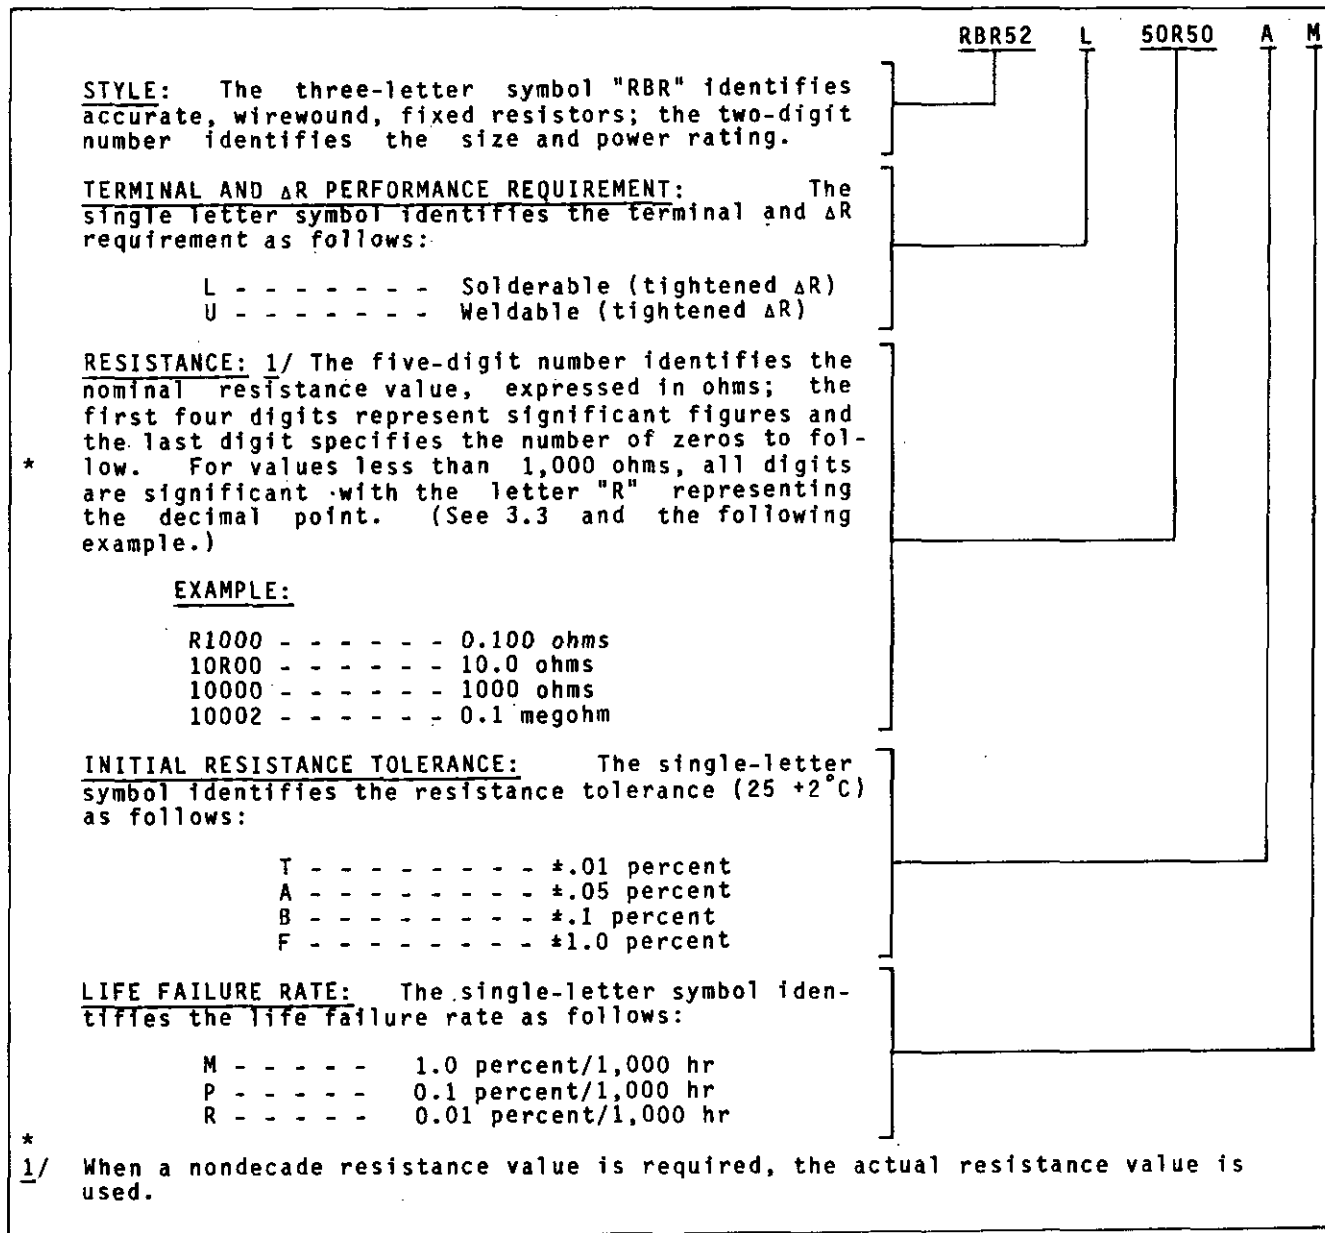 RBR52 L 50R50 A M
STYLE: The three-letter symbol "RBR" identifies
accurate, wirewound, fixed resistors; the two-digit
number identifies the size and power rating.
TERMINAL AND ΔR PERFORMANCE REQUIREMENT: The
single letter symbol identifies the terminal and ΔR
requirement as follows:
L - - - - - - - Solderable (tightened ΔR)
U - - - - - - - Weldable (tightened ΔR)
RESISTANCE: 1/ The five-digit number identifies the
nominal resistance value, expressed in ohms; the
first four digits represent significant figures and
the last digit specifies the number of zeros to fol-
* low. For values less than 1,000 ohms, all digits
are significant with the letter "R" representing
the decimal point. (See 3.3 and the following
example.)
EXAMPLE:
R1000 - - - - - - 0.100 ohms
10R00 - - - - - - 10.0 ohms
10000 - - - - - - 1000 ohms
10002 - - - - - - 0.1 megohm
INITIAL RESISTANCE TOLERANCE: The single-letter
symbol identifies the resistance tolerance (25 +2°C)
as follows:
T - - - - - - - - ±.01 percent
A - - - - - - - - ±.05 percent
B - - - - - - - - ±.1 percent
F - - - - - - - - ±1.0 percent
LIFE FAILURE RATE: The single-letter symbol iden-
tifies the life failure rate as follows:
M - - - - - 1.0 percent/1,000 hr
P - - - - - 0.1 percent/1,000 hr
R - - - - - 0.01 percent/1,000 hr
*
1/ When a nondecade resistance value is required, the actual resistance value is
used.